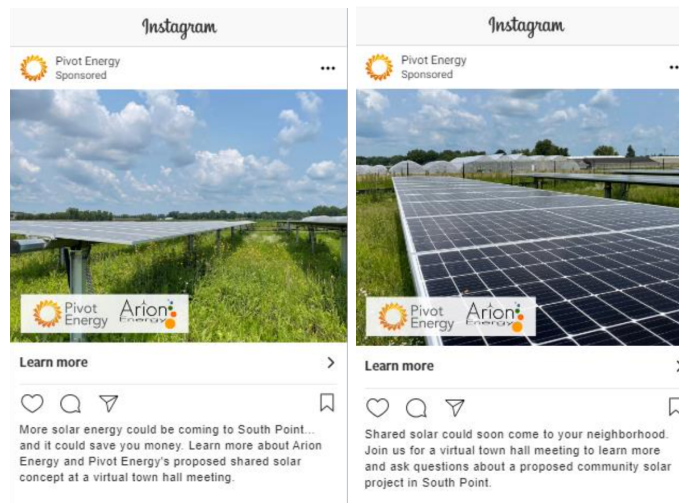 Instagram
Pivot Energy
Sponsored
Pivot
Energy
Arion
Energy
Learn more
More solar energy could be coming to South Point...
and it could save you money. Learn more about Arion
Energy and Pivot Energy's proposed shared solar
concept at a virtual town hall meeting.
Instagram
Pivot Energy
Sponsored
Pivot
Energy
Arion
Energy
Learn more
Shared solar could soon come to your neighborhood.
Join us for a virtual town hall meeting to learn more
and ask questions about a proposed community solar
project in South Point.